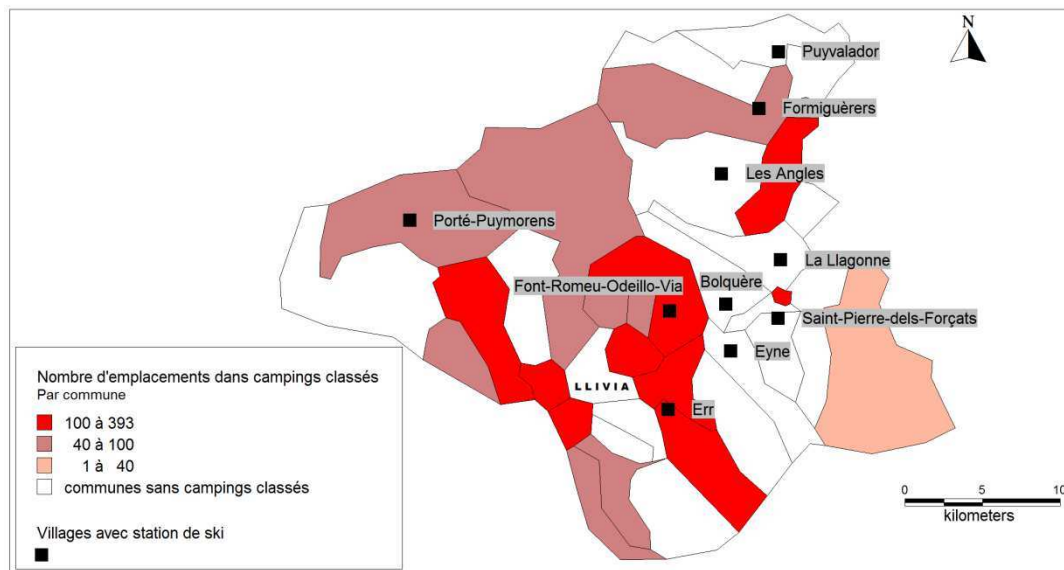 N
Puyvalador
Formiguèrers
Les Angles
Porté-Puymorens
La Llagonne
Font-Romeu-Odeillo-Via
Bolquère
Saint-Pierre-dels-Forçats
Eyne
LLIVIA
Err
Nombre d'emplacements dans campings classés
Par commune
100 à 393
40 à 100
1 à 40
communes sans campings classés
Villages avec station de ski
0 5 10
kilometers